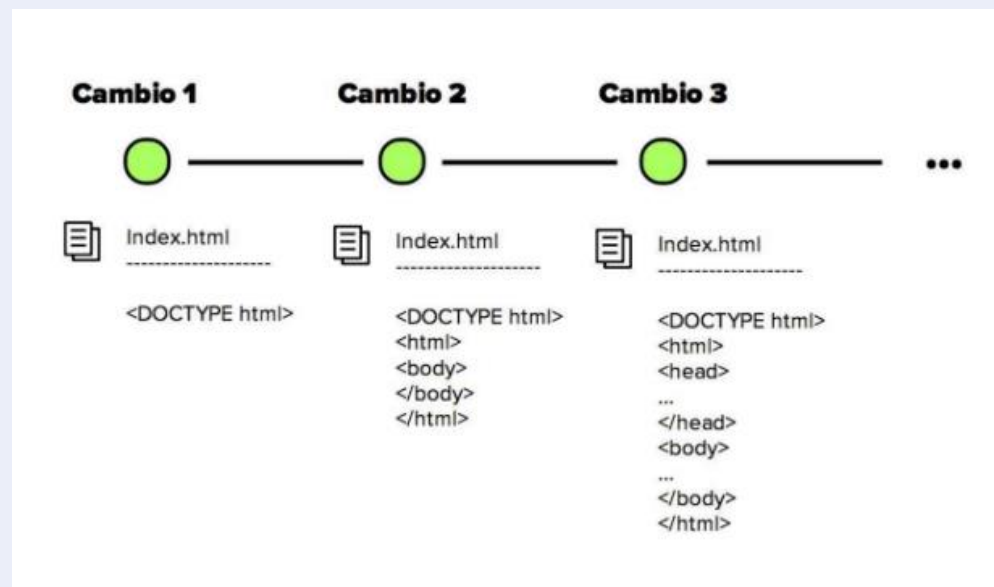 Cambio 1
Cambio 2
Cambio 3
...
Index.html
--------------------
<DOCTYPE html>
Index.html
--------------------
<DOCTYPE html>
<html>
<body>
</body>
</html>
Index.html
--------------------
<DOCTYPE html>
<html>
<head>
...
</head>
<body>
...
</body>
</html>